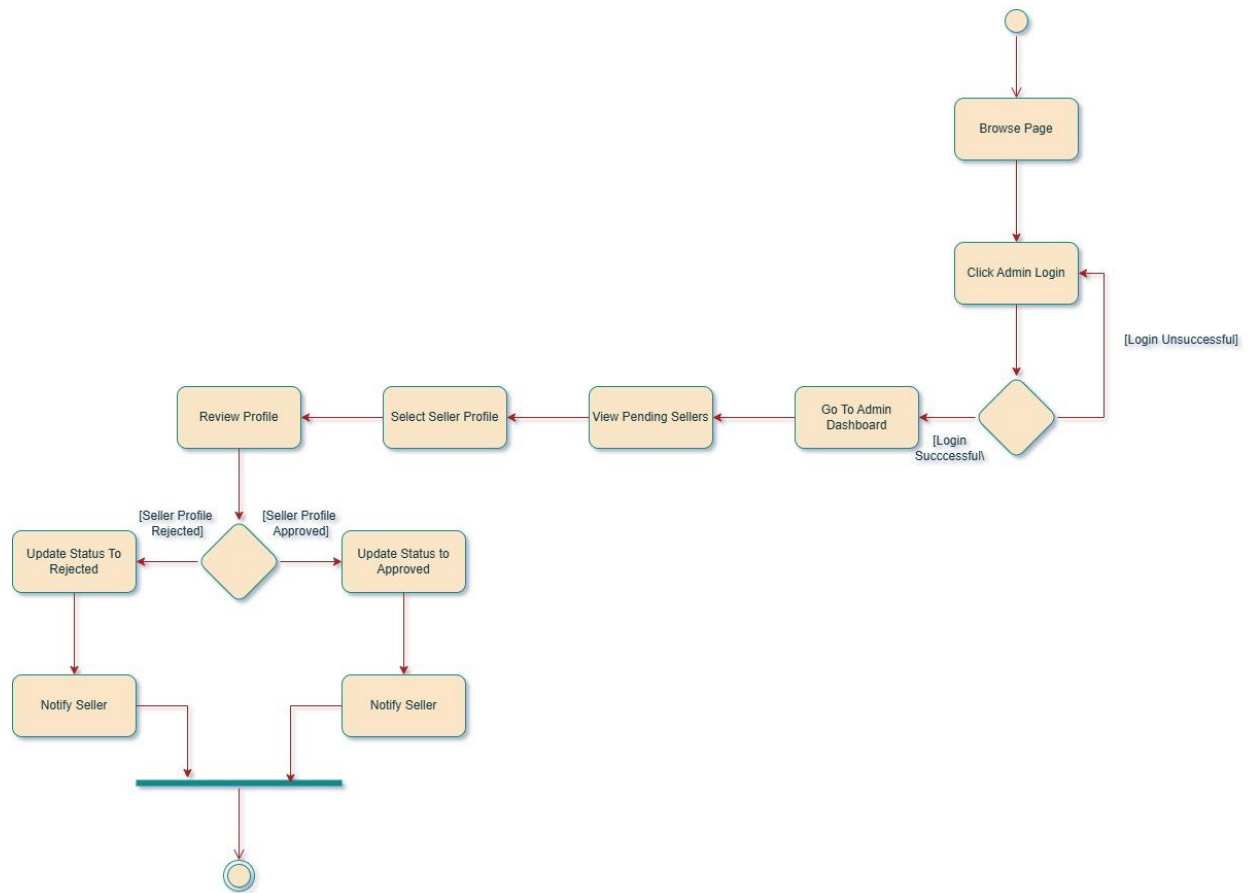 Browse Page
Click Admin Login
[Login Unsuccessful]
Review Profile
Select Seller Profile
View Pending Sellers
Go To Admin
Dashboard
[Login
Succcessful\
[Seller Profile
Rejected]
[Seller Profile
Approved]
Update Status To
Rejected
Update Status to
Approved
Notify Seller
Notify Seller